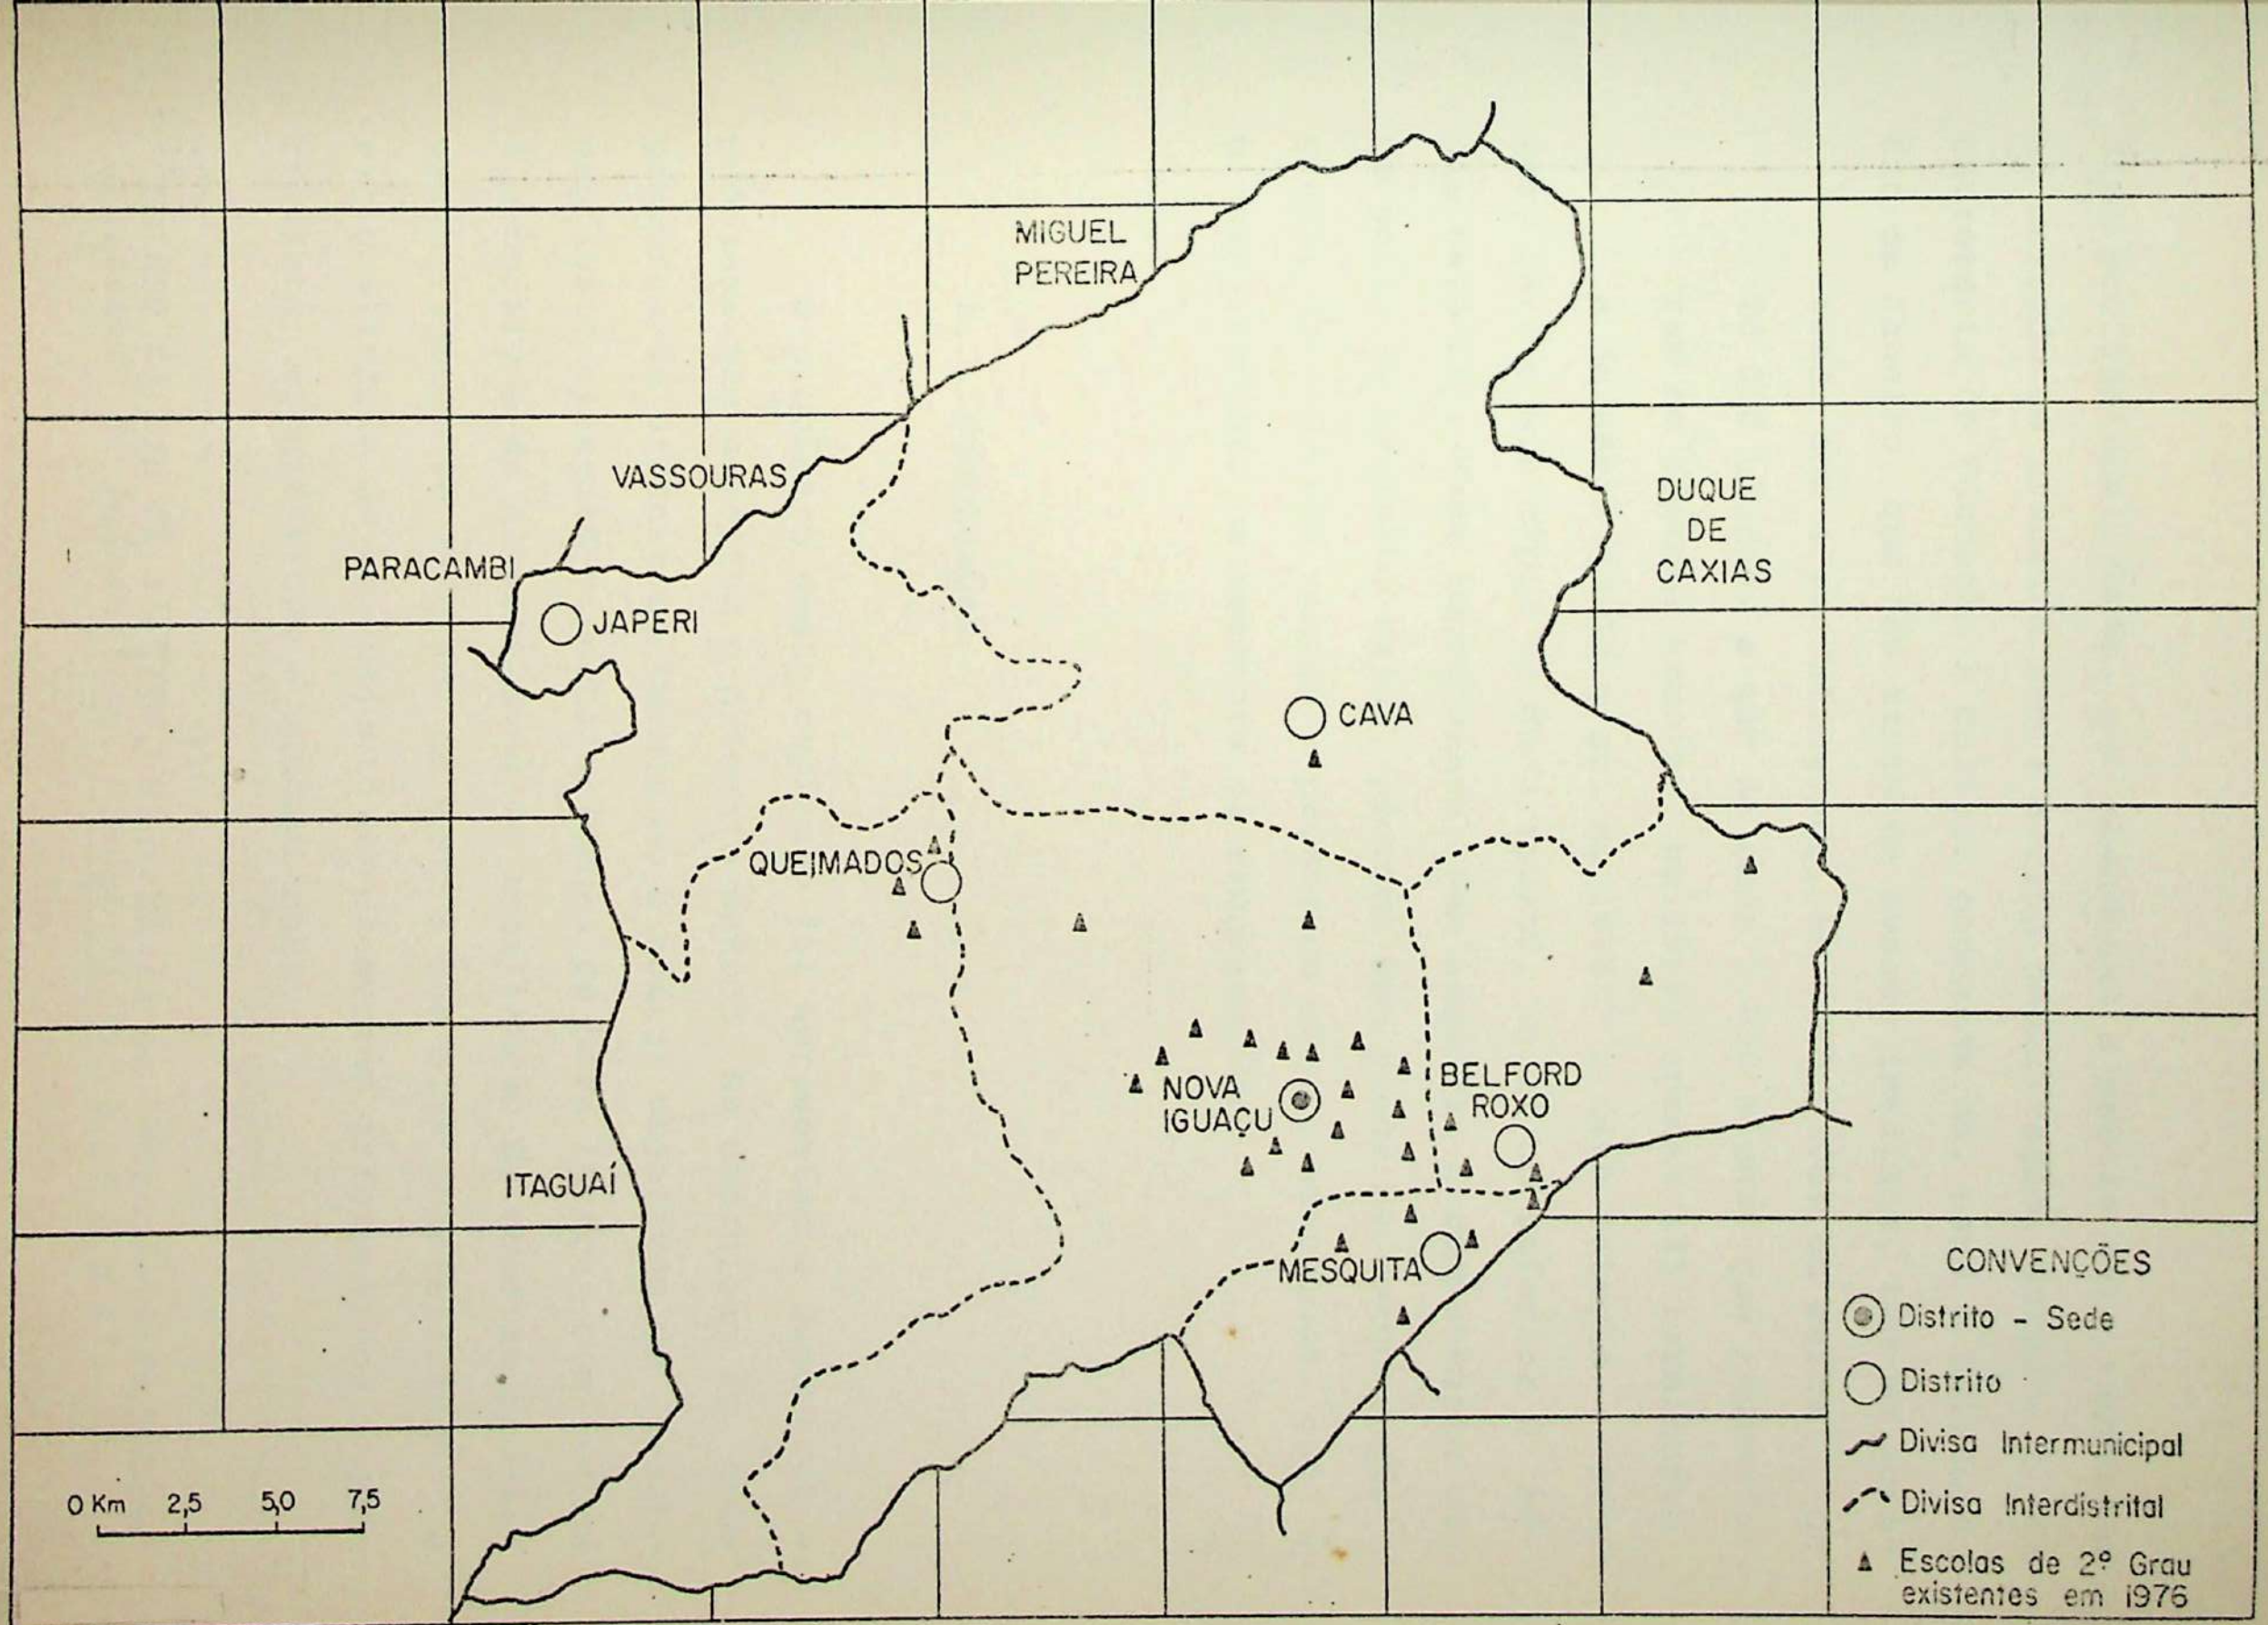 MIGUEL
PEREIRA
VASSOURAS
DUQUE
DE
CAXIAS
PARACAMBI
JAPERI
CAVA
QUEIMADOS
NOVA
IGUAÇU
BELFORD
ROXO
ITAGUAÍ
MESQUITA
CONVENÇÕES
Distrito - Sede
Distrito
Divisa Intermunicipal
Divisa Interdistrital
Escolas de 2º Grau
existentes em 1976
0 Km 2,5 5,0 7,5